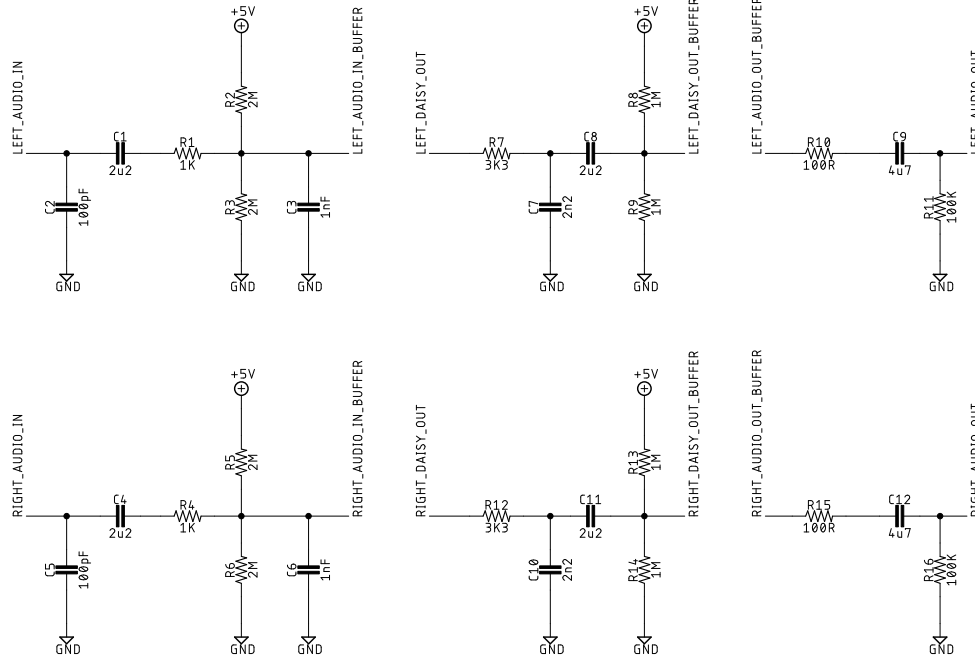 +5V
+5V
LEFT_AUDIO_IN
R2
2M
LEFT_AUDIO_IN_BUFFER
LEFT_DAISY_OUT
R8
1M
LEFT_DAISY_OUT_BUFFER
LEFT_AUDIO_OUT_BUFFER
C1
2u2
R1
1K
R7
3K3
C8
2u2
R10
100R
C9
4u7
LEFT_AUDIO_OUT
C2
100pF
R3
2M
C3
1nF
C7
2n2
R9
1M
R11
100K
GND
GND
GND
GND
GND
GND
+5V
+5V
RIGHT_AUDIO_IN
R5
2M
RIGHT_AUDIO_IN_BUFFER
RIGHT_DAISY_OUT
R13
1M
RIGHT_DAISY_OUT_BUFFER
RIGHT_AUDIO_OUT_BUFFER
C4
2u2
R4
1K
R12
3K3
C11
2u2
R15
100R
C12
4u7
RIGHT_AUDIO_OUT
C5
100pF
R6
2M
C6
1nF
C10
2n2
R14
1M
R16
100K
GND
GND
GND
GND
GND
GND